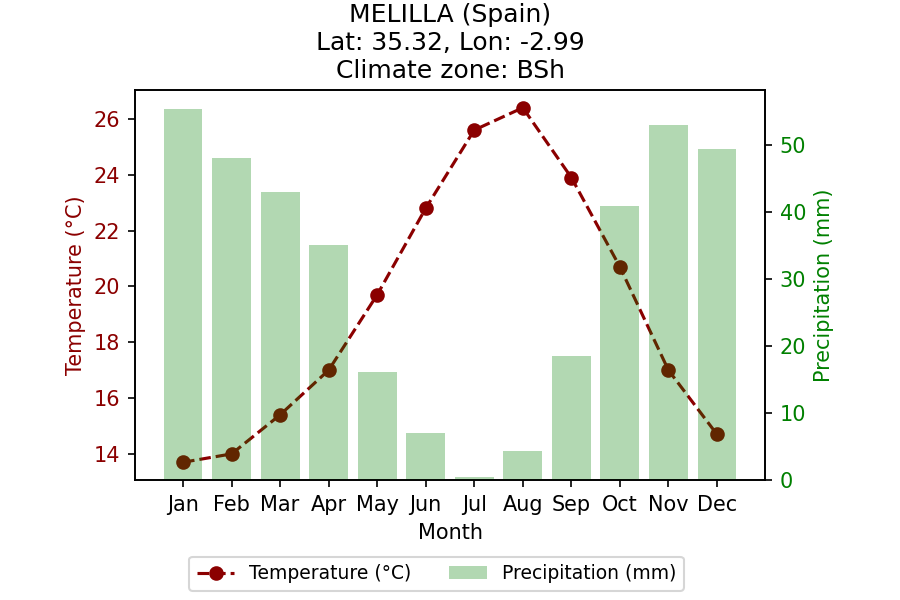 MELILLA (Spain)
Lat: 35.32, Lon: -2.99
Climate zone: BSh
26
24
22
20
18
16
14
Temperature (°C)
50
40
30
20
10
0
Precipitation (mm)
Jan Feb Mar Apr May Jun Jul Aug Sep Oct Nov Dec
Month
Temperature (°C) Precipitation (mm)